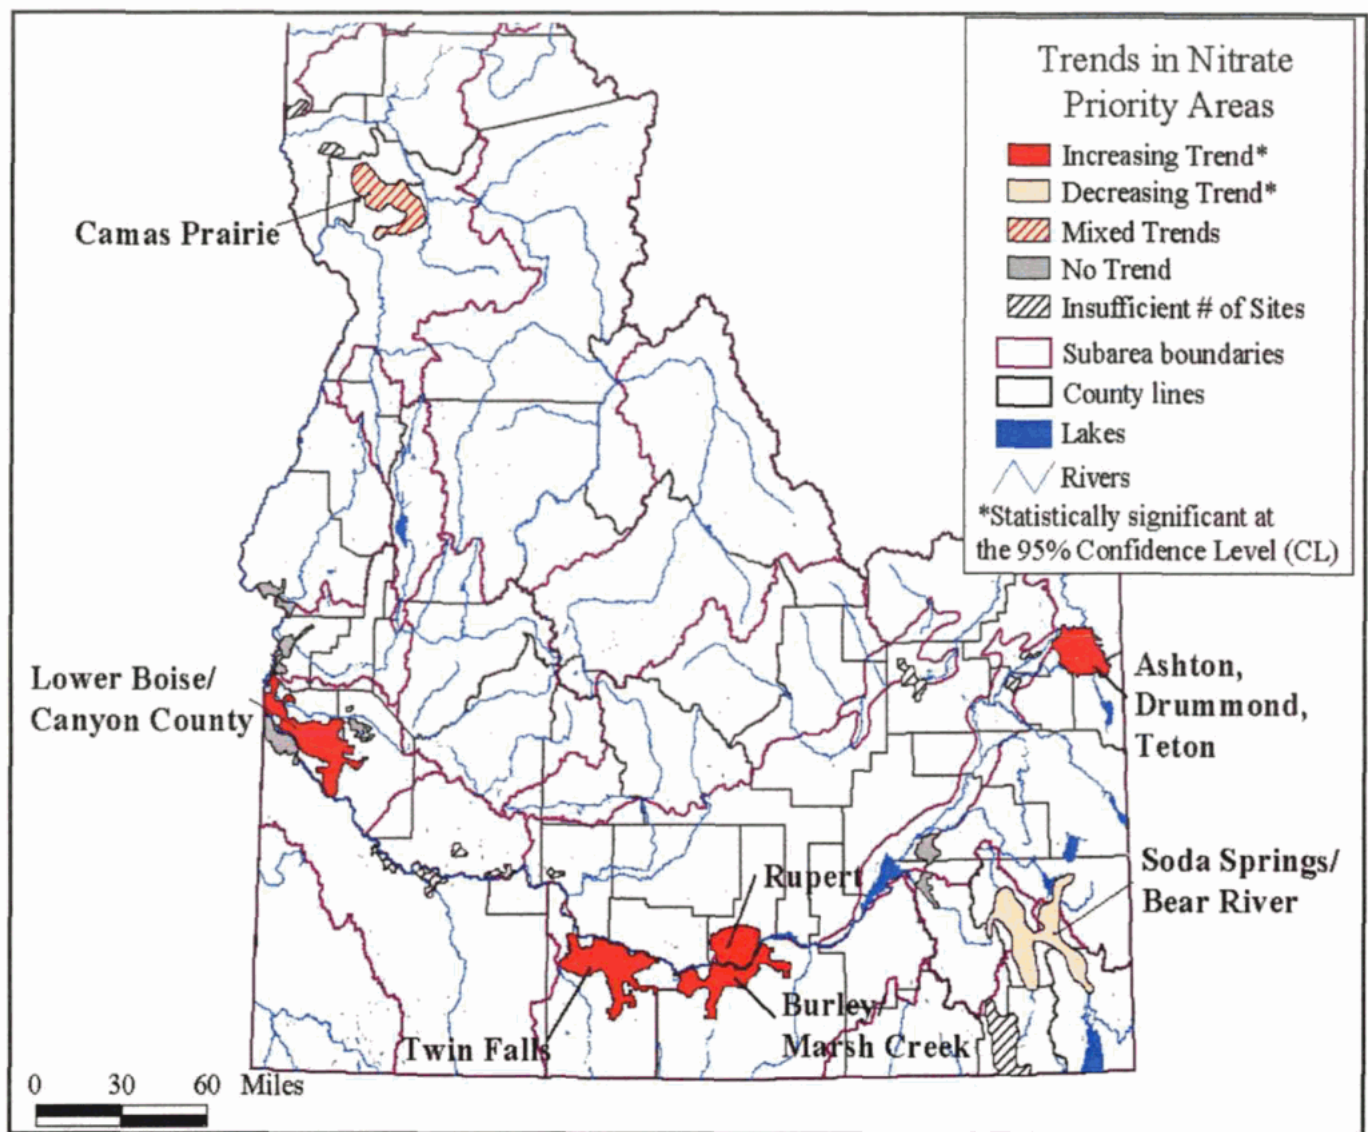 Trends in Nitrate
Priority Areas
Increasing Trend*
Decreasing Trend*
Mixed Trends
No Trend
Insufficient # of Sites
Subarea boundaries
County lines
Lakes
Rivers
*Statistically significant at
the 95% Confidence Level (CL)
Camas Prairie
Lower Boise/
Canyon County
Ashton,
Drummond,
Teton
Soda Springs/
Bear River
Rupert
Burley
Marsh Creek
Twin Falls
0 30 60 Miles